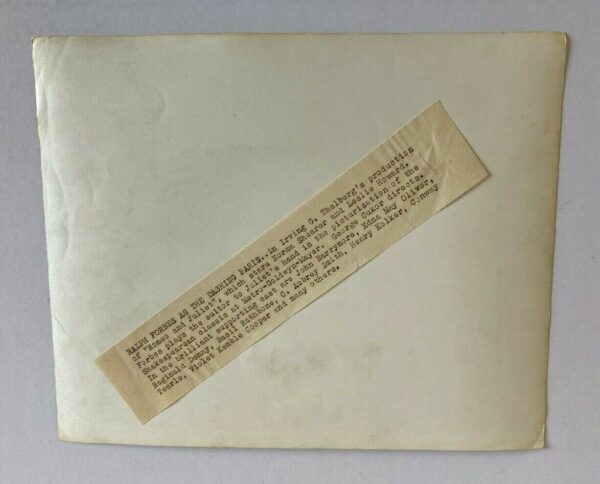 RALPH FORBES AS THE DASHING PARIS..in Irving G. Thalberg's production
of "Romeo and Juliet", which stars Norma Shearer and Leslie Howard.
Forbes plays the suitor to Juliet's hand in the picturization of the
Shakespearean classic at Metro-Goldwyn-Mayer. George Cukor directs.
In the brilliant supporting cast are John Barrymore, Edna May Oliver,
Reginald Denny, Basil Rathbone, C. Aubrey Smith, Henry Kolker, Conway
Tearle, Violet Kemble Cooper and many others.